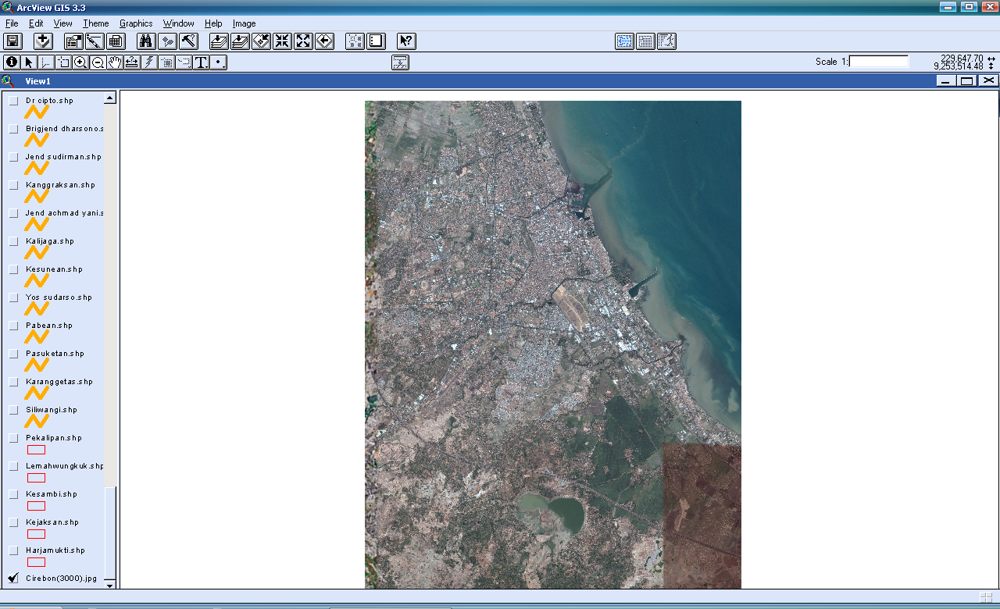 ArcView GIS 3.3
File Edit View Theme Graphics Window Help Image
Scale 1:
229,647.70
9,253,514.48
View1
Dr cipto.shp
Brigjend dharsono.s
Jend sudirman.shp
Kanggraksan.shp
Jend achmad yani.s
Kalijaga.shp
Kesunean.shp
Yos sudarso.shp
Pabean.shp
Pasuketan.shp
Karanggetas.shp
Siliwangi.shp
Pekalipan.shp
Lemahwungkuk.shp
Kesambi.shp
Kejaksan.shp
Harjamukti.shp
Cirebon(3000).jpg